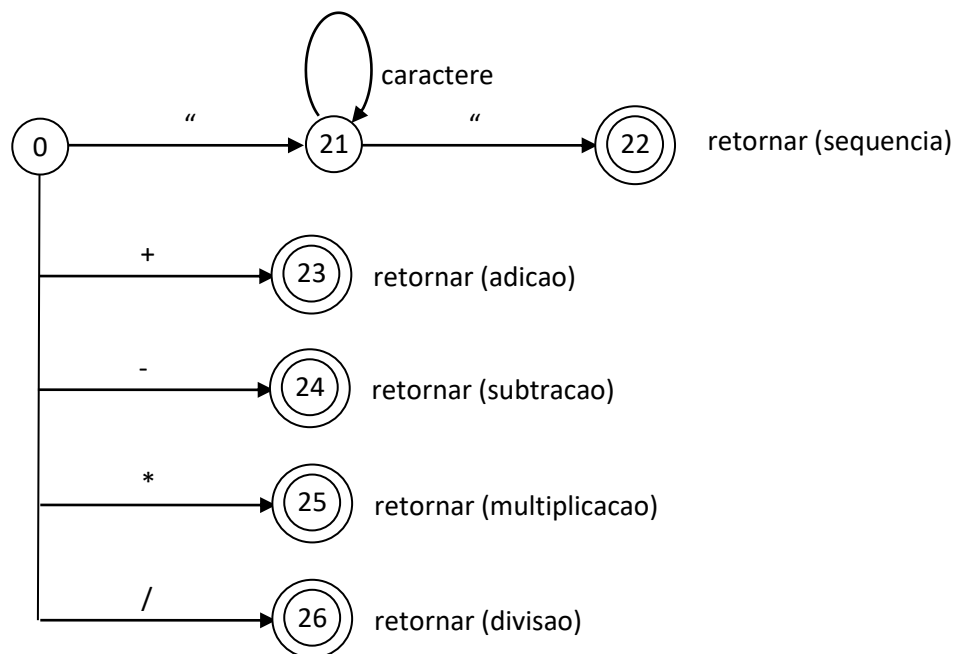 caractere
“ “
0 21 22 retornar (sequencia)
+
23 retornar (adicao)
-
24 retornar (subtracao)
*
25 retornar (multiplicacao)
/
26 retornar (divisao)